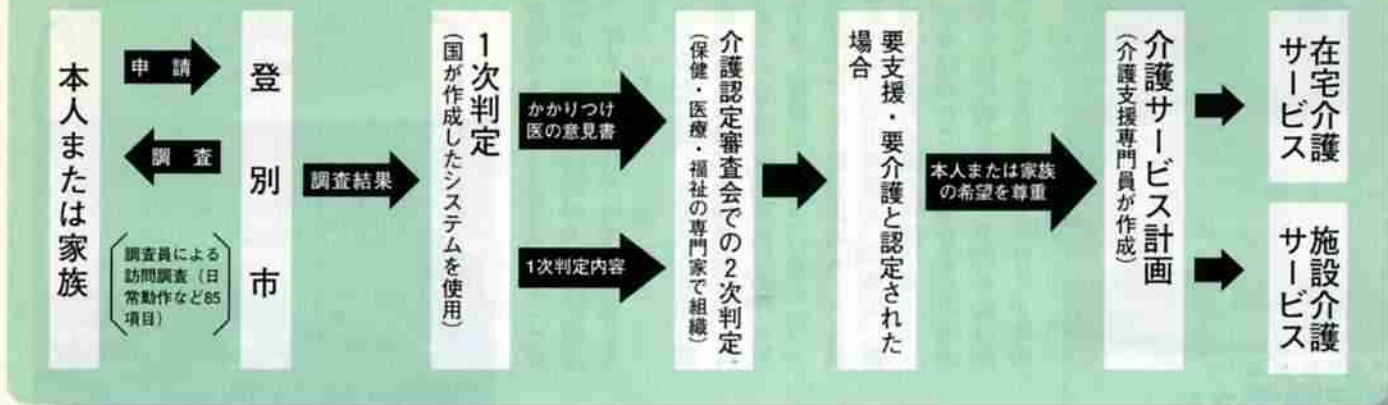 本人または家族
申請
調査
調査員による
訪問調査（日
常動作など85
項目）
登別市
調査結果
1次判定
（国が作成したシステムを使用）
かかりつけ
医の意見書
1次判定内容
介護認定審査会での2次判定
（保健・医療・福祉の専門家で組織）
要支援・要介護と認定された
場合
本人または家族
の希望を尊重
介護サービス計画
（介護支援専門員が作成）
在宅介護
サービス
施設介護
サービス